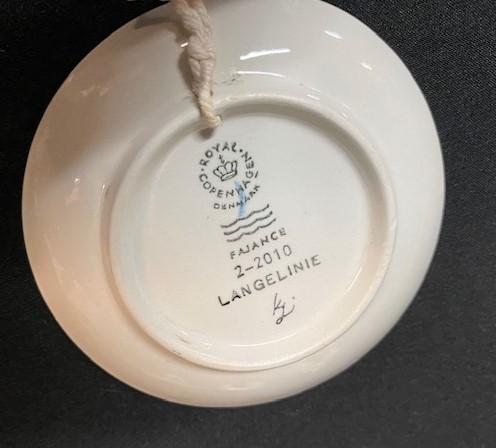 ROYAL COPENHAGEN
DENMARK
FAJANCE
2-2010
LANGELINIE